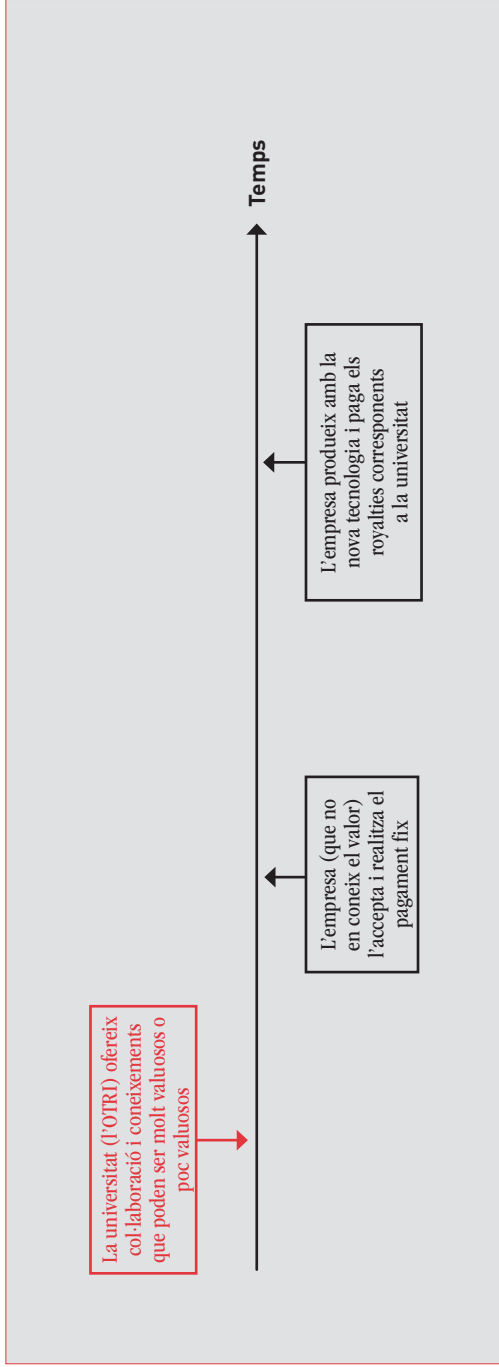 La universitat (l'OTRI) ofereix
col·laboració i coneixements
que poden ser molt valuosos o
poc valuosos
L'empresa (que no
en coneix el valor)
l'accepta i realitza el
pagament fix
L'empresa produeix amb la
nova tecnologia i paga els
royalties corresponents
a la universitat
Temps